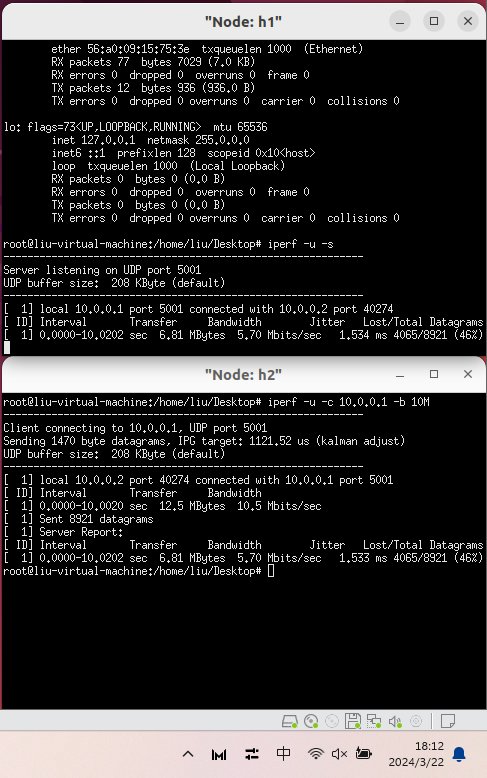 "Node: h1"
ether 56:a0:09:15:75:3e txqueuelen 1000 (Ethernet)
RX packets 77 bytes 7029 (7.0 KB)
RX errors 0 dropped 0 overruns 0 frame 0
TX packets 12 bytes 936 (936.0 B)
TX errors 0 dropped 0 overruns 0 carrier 0 collisions 0
lo: flags=73<UP,LOOPBACK,RUNNING> mtu 65536
inet 127.0.0.1 netmask 255.0.0.0
inet6 ::1 prefixlen 128 scopeid 0x10<host>
loop txqueuelen 1000 (Local Loopback)
RX packets 0 bytes 0 (0.0 B)
RX errors 0 dropped 0 overruns 0 frame 0
TX packets 0 bytes 0 (0.0 B)
TX errors 0 dropped 0 overruns 0 carrier 0 collisions 0
root@liu-virtual-machine:/home/liu/Desktop# iperf -u -s
------------------------------------------------------------
Server listening on UDP port 5001
UDP buffer size: 208 KByte (default)
------------------------------------------------------------
[ 1] local 10.0.0.1 port 5001 connected with 10.0.0.2 port 40274
[ ID] Interval Transfer Bandwidth Jitter Lost/Total Datagrams
[ 1] 0.0000-10.0202 sec 6.81 MBytes 5.70 Mbits/sec 1.534 ms 4065/8921 (46%)
"Node: h2"
root@liu-virtual-machine:/home/liu/Desktop# iperf -u -c 10.0.0.1 -b 10M
------------------------------------------------------------
Client connecting to 10.0.0.1, UDP port 5001
Sending 1470 byte datagrams, IPG target: 1121.52 us (kalman adjust)
UDP buffer size: 208 KByte (default)
------------------------------------------------------------
[ 1] local 10.0.0.2 port 40274 connected with 10.0.0.1 port 5001
[ ID] Interval Transfer Bandwidth
[ 1] 0.0000-10.0020 sec 12.5 MBytes 10.5 Mbits/sec
[ 1] Sent 8921 datagrams
[ 1] Server Report:
[ ID] Interval Transfer Bandwidth Jitter Lost/Total Datagrams
[ 1] 0.0000-10.0202 sec 6.81 MBytes 5.70 Mbits/sec 1.533 ms 4065/8921 (46%)
root@liu-virtual-machine:/home/liu/Desktop#
中
18:12
2024/3/22